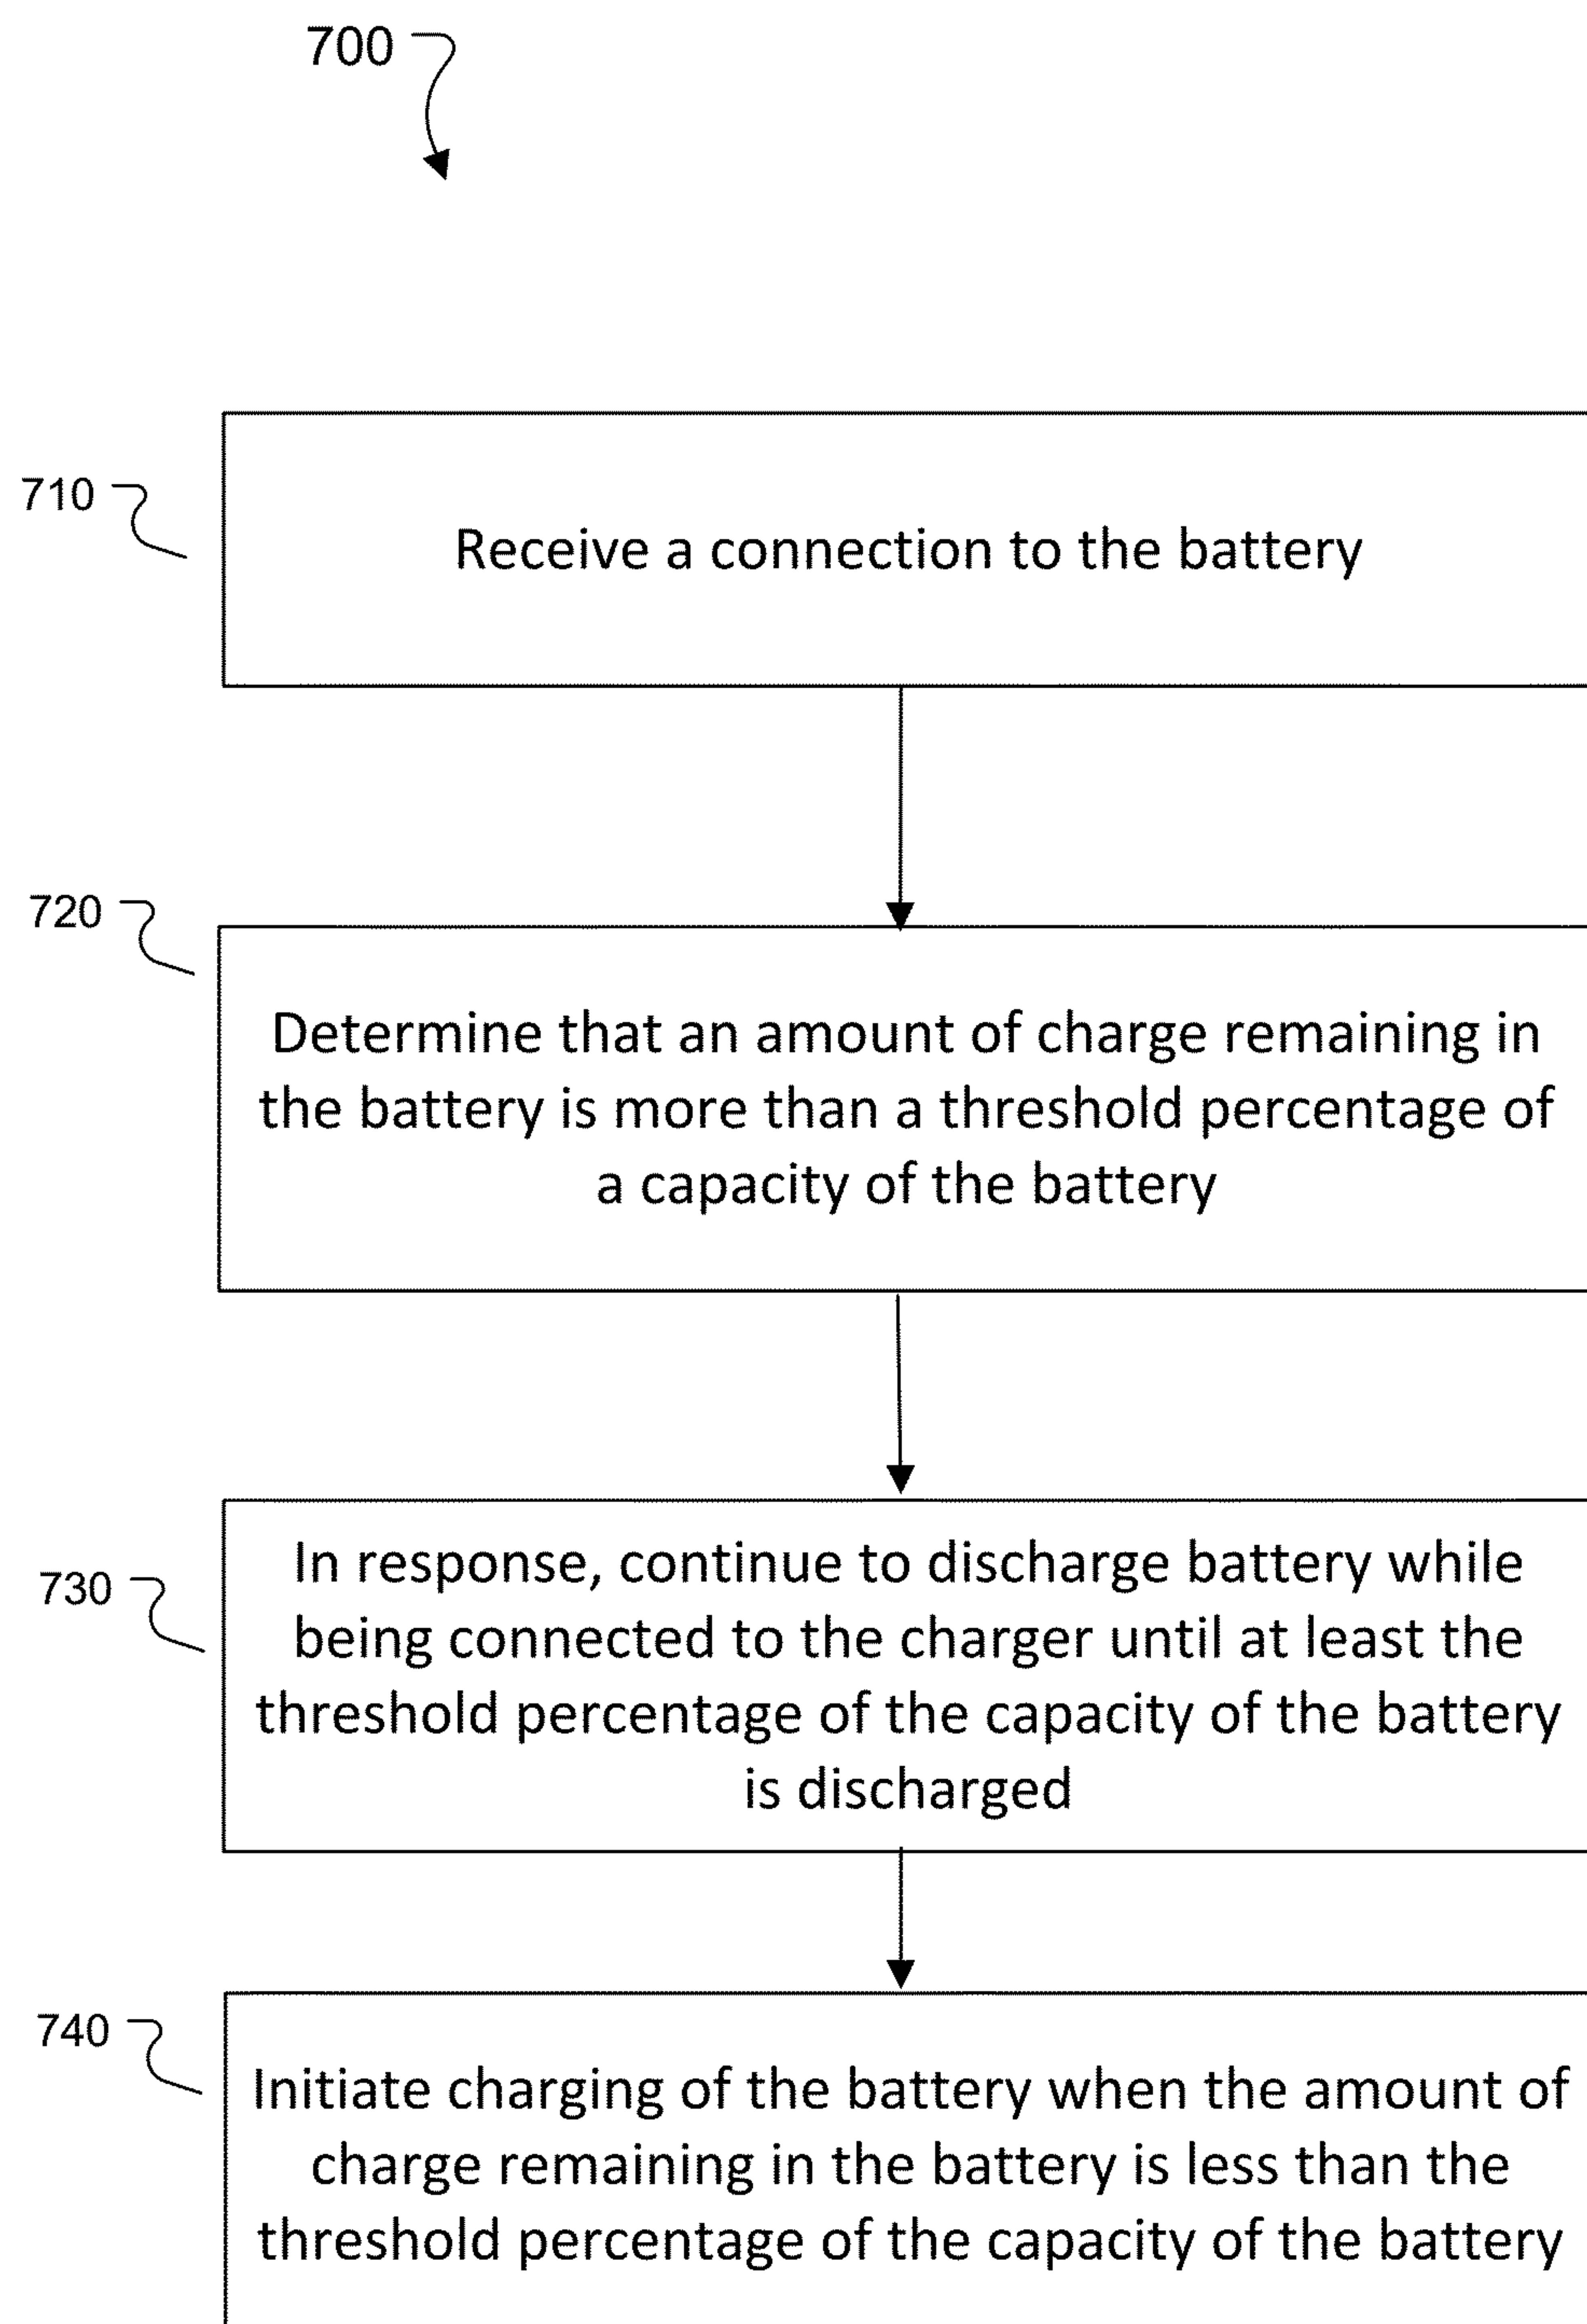 700
710
Receive a connection to the battery
720
Determine that an amount of charge remaining in
the battery is more than a threshold percentage of
a capacity of the battery
730
In response, continue to discharge battery while
being connected to the charger until at least the
threshold percentage of the capacity of the battery
is discharged
740
Initiate charging of the battery when the amount of
charge remaining in the battery is less than the
threshold percentage of the capacity of the battery